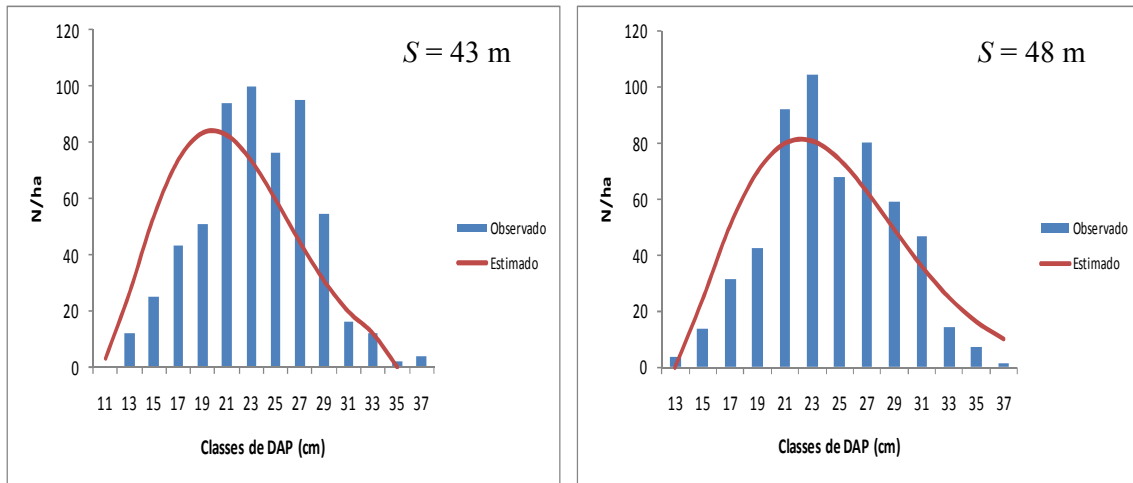 S = 43 m
120
100
80
60
40
20
0
N/ha
11 13 15 17 19 21 23 25 27 29 31 33 35 37
Classes de DAP (cm)
Observado
Estimado
S = 48 m
120
100
80
60
40
20
0
N/ha
13 15 17 19 21 23 25 27 29 31 33 35 37
Classes de DAP (cm)
Observado
Estimado